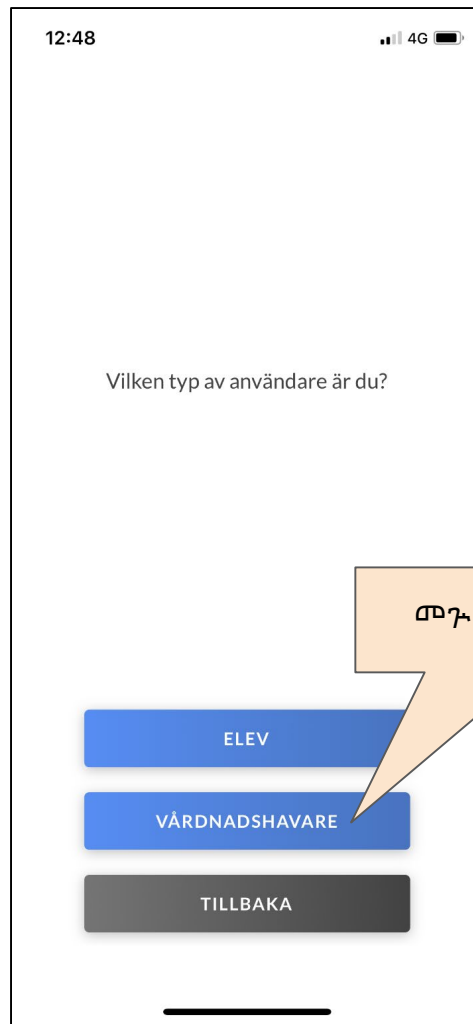 12:48
4G
Vilken typ av användare är du?
ELEV
VÅRDNADSHAVARE
TILLBAKA